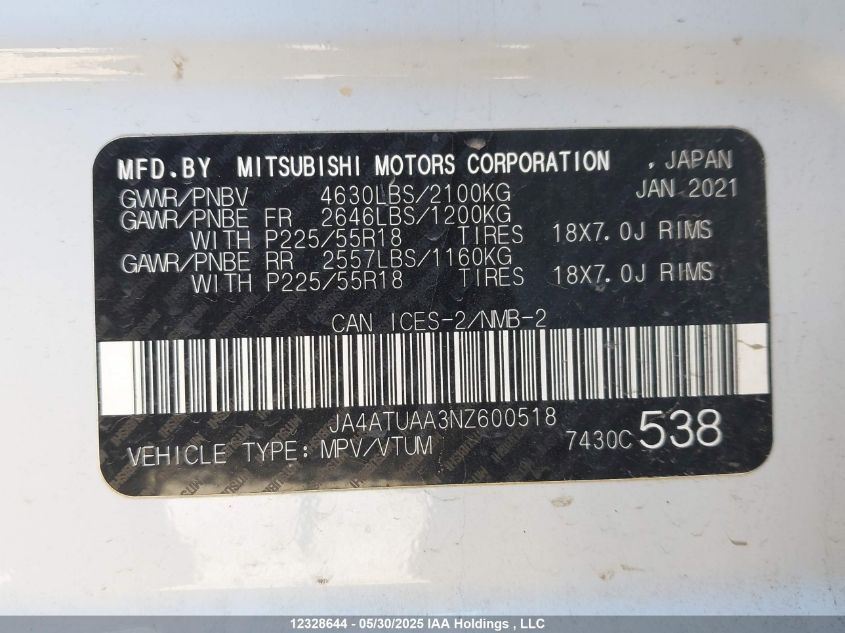 MFD.BY MITSUBISHI MOTORS CORPORATION , JAPAN
GVWR/PNBV 4630LBS/2100KG JAN 2021
GAWR/PNBE FR 2646LBS/1200KG
WITH P225/55R18 TIRES 18X7.0J RIMS
GAWR/PNBE RR 2557LBS/1160KG
WITH P225/55R18 TIRES 18X7.0J RIMS
CAN ICES-2/NMB-2
JA4ATUAA3NZ600518
VEHICLE TYPE: MPV/VTUM 7430C 538
12328644 - 05/30/2025 IAA Holdings , LLC